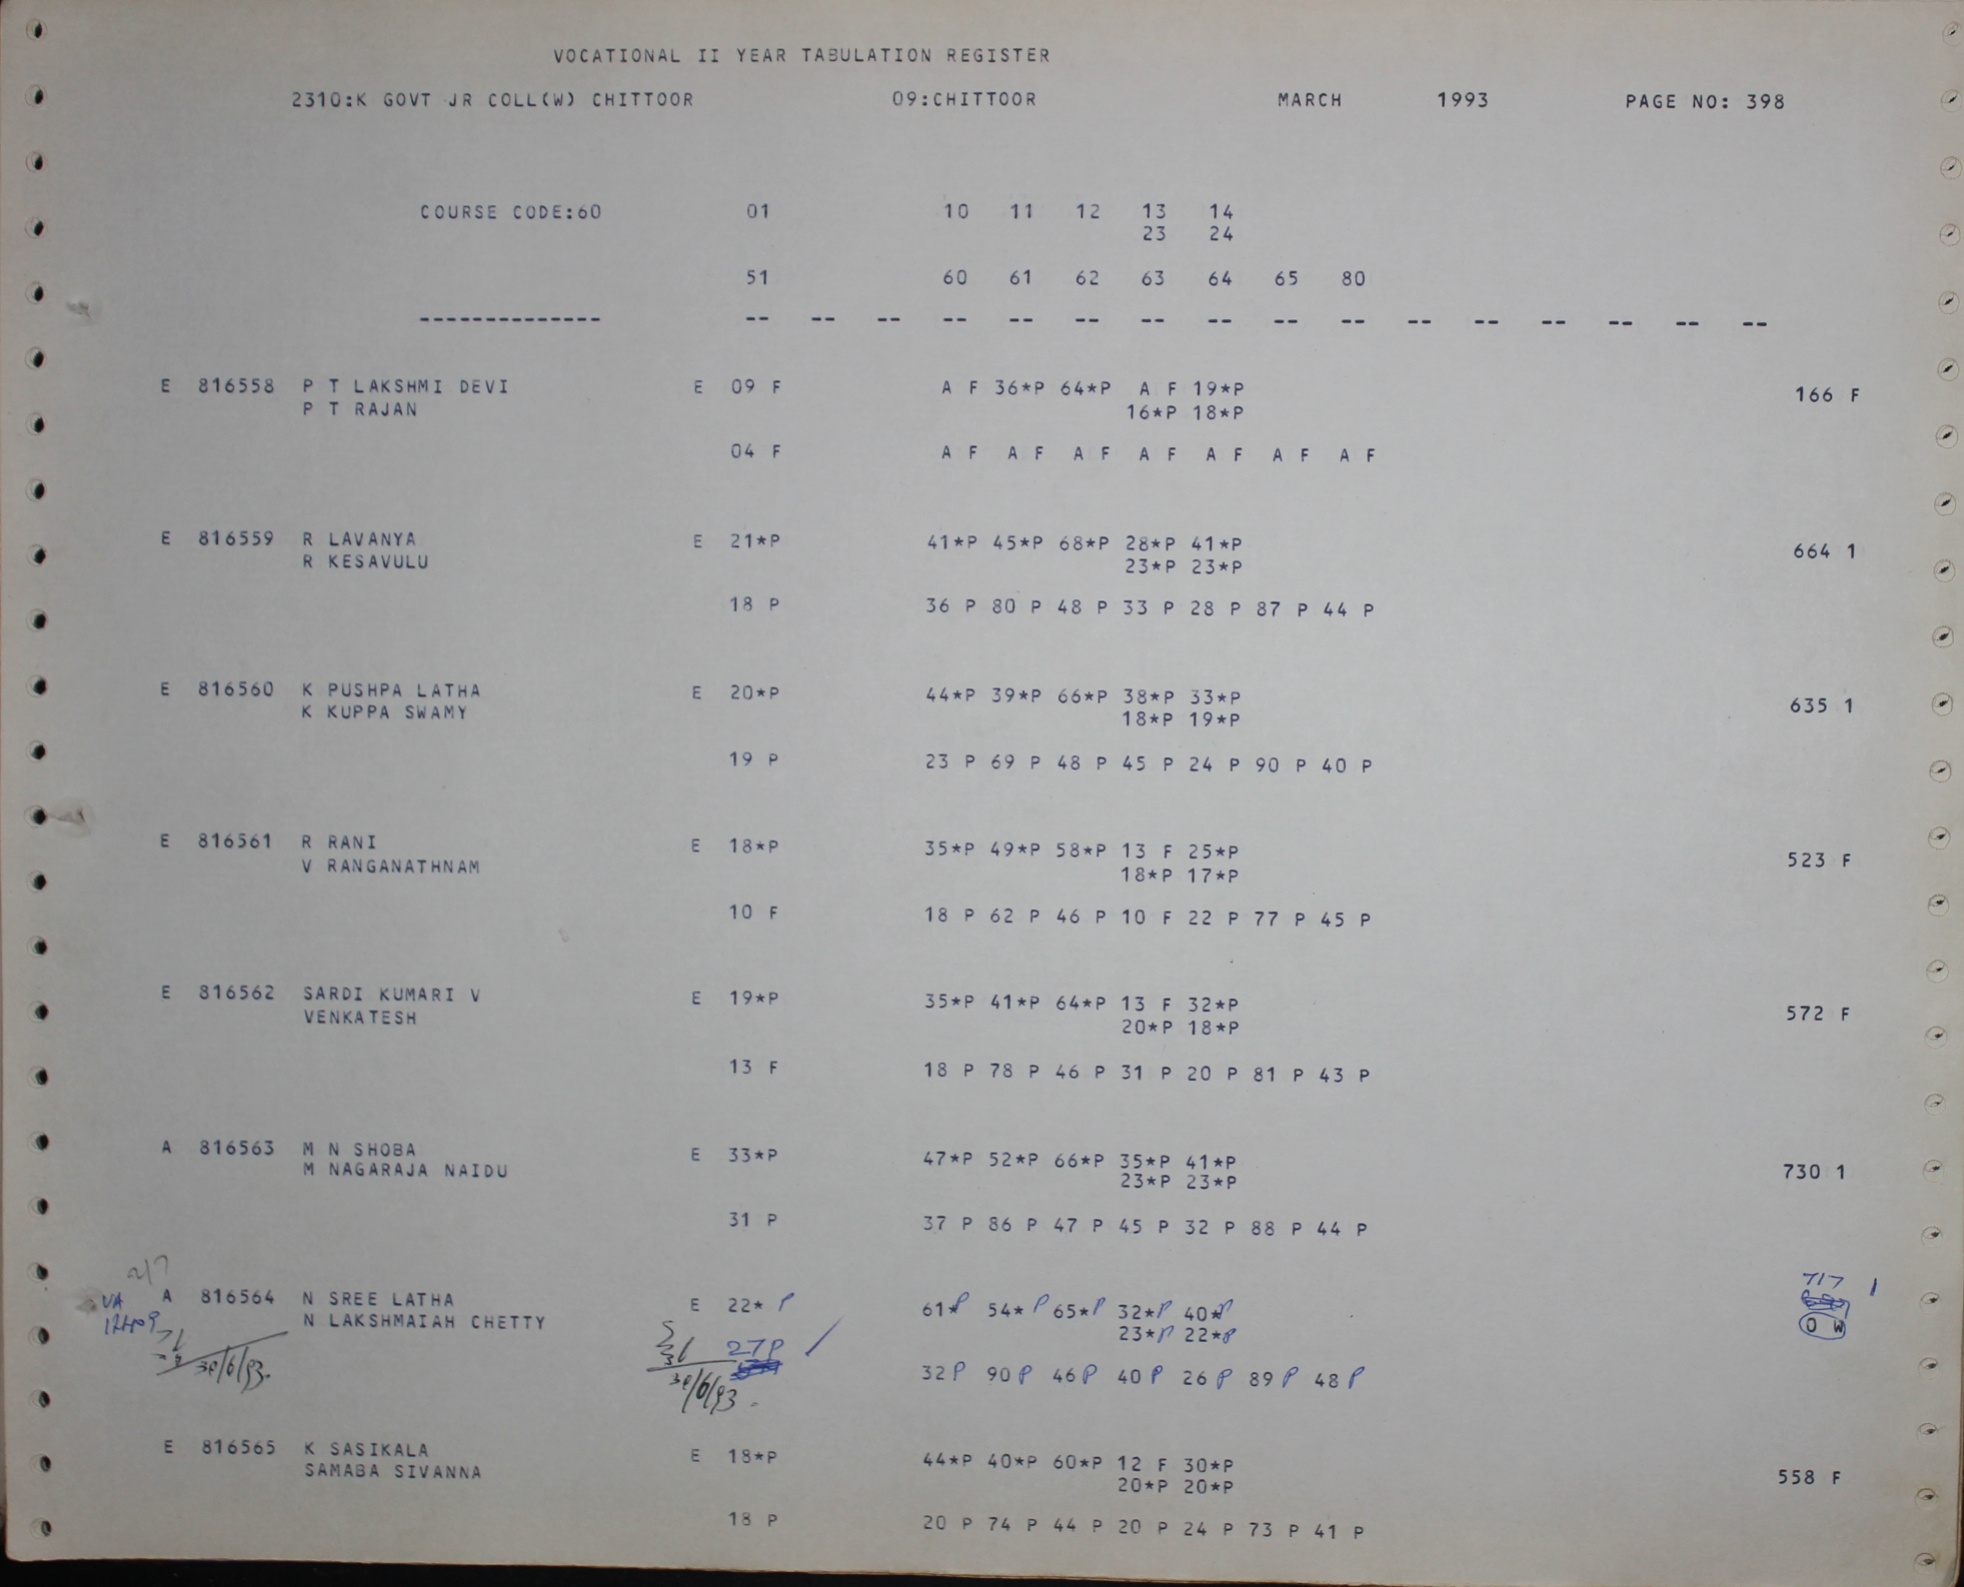 VOCATIONAL II YEAR TABULATION REGISTER
2310:K GOVT JR COLL(W) CHITTOOR 09:CHITTOOR MARCH 1993 PAGE NO: 398
COURSE CODE:60 01 10 11 12 13 14
23 24
51 60 61 62 63 64 65 80
-------------- -- -- -- -- -- -- -- -- -- -- -- -- -- -- -- --
E 816558 P T LAKSHMI DEVI E 09 F A F 36*P 64*P A F 19*P 166 F
P T RAJAN 16*P 18*P
04 F A F A F A F A F A F A F A F
E 816559 R LAVANYA E 21*P 41*P 45*P 68*P 28*P 41*P 664 1
R KESAVULU 23*P 23*P
18 P 36 P 80 P 48 P 33 P 28 P 87 P 44 P
E 816560 K PUSHPA LATHA E 20*P 44*P 39*P 66*P 38*P 33*P 635 1
K KUPPA SWAMY 18*P 19*P
19 P 23 P 69 P 48 P 45 P 24 P 90 P 40 P
E 816561 R RANI E 18*P 35*P 49*P 58*P 13 F 25*P 523 F
V RANGANATHNAM 18*P 17*P
10 F 18 P 62 P 46 P 10 F 22 P 77 P 45 P
E 816562 SARDI KUMARI V E 19*P 35*P 41*P 64*P 13 F 32*P 572 F
VENKATESH 20*P 18*P
13 F 18 P 78 P 46 P 31 P 20 P 81 P 43 P
A 816563 M N SHOBA E 33*P 47*P 52*P 66*P 35*P 41*P 730 1
M NAGARAJA NAIDU 23*P 23*P
31 P 37 P 86 P 47 P 45 P 32 P 88 P 44 P
2/7 717 1
VA A 816564 N SREE LATHA E 22* P 61*P 54* P 65*P 32*P 40*P
N LAKSHMAIAH CHETTY 23*P 22*P O W
27P
30/6/93. 30/6/93. 32P 90P 46P 40P 26P 89P 48P
E 816565 K SASIKALA E 18*P 44*P 40*P 60*P 12 F 30*P 558 F
SAMABA SIVANNA 20*P 20*P
18 P 20 P 74 P 44 P 20 P 24 P 73 P 41 P